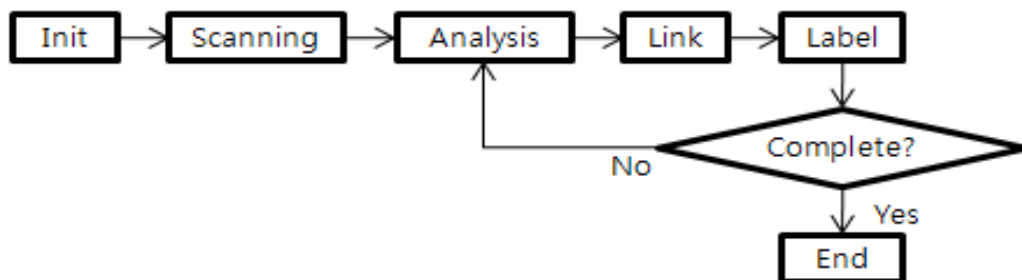 Init
Scanning
Analysis
Link
Label
Complete?
No
Yes
End